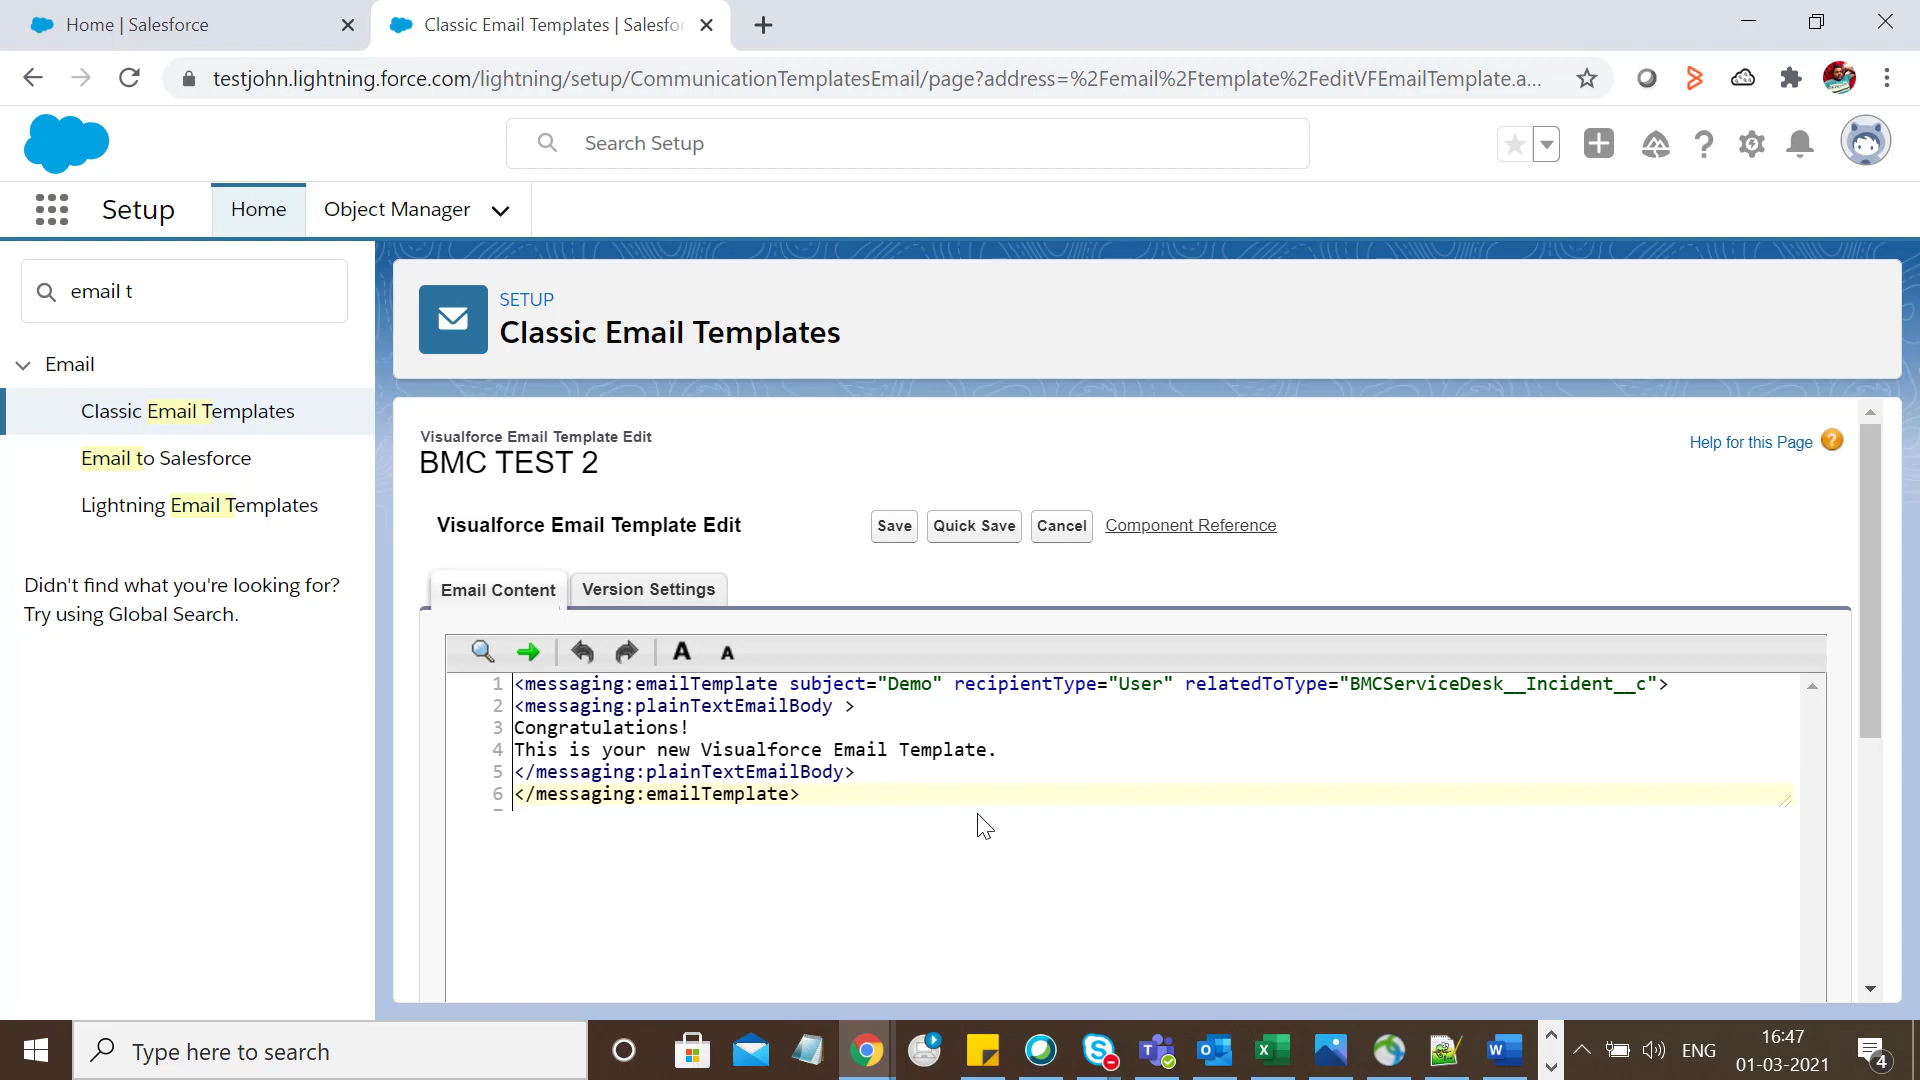 Home | Salesforce
Classic Email Templates | Salesfor
testjohn.lightning.force.com/lightning/setup/CommunicationTemplatesEmail/page?address=%2Femail%2Ftemplate%2FeditVFEmailTemplate.a...
Search Setup
Setup
Home
Object Manager
email t
Email
Classic Email Templates
Email to Salesforce
Lightning Email Templates
Didn't find what you're looking for?
Try using Global Search.
SETUP
Classic Email Templates
Visualforce Email Template Edit
BMC TEST 2
Help for this Page
Visualforce Email Template Edit
Save
Quick Save
Cancel
Component Reference
Email Content
Version Settings
A
A
1 <messaging:emailTemplate subject="Demo" recipientType="User" relatedToType="BMCServiceDesk__Incident__c">
2 <messaging:plainTextEmailBody >
3 Congratulations!
4 This is your new Visualforce Email Template.
5 </messaging:plainTextEmailBody>
6 </messaging:emailTemplate>
Type here to search
ENG
16:47
01-03-2021
4